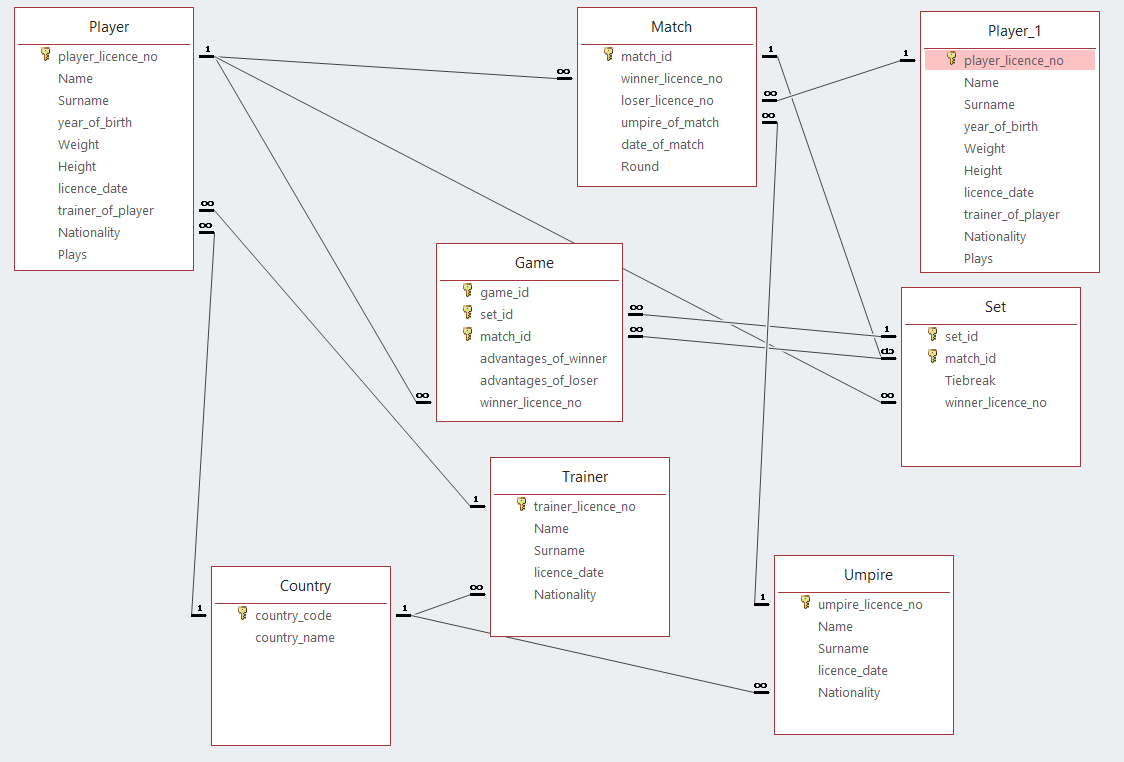 Player
player_licence_no
Name
Surname
year_of_birth
Weight
Height
licence_date
trainer_of_player
Nationality
Plays
1
∞
∞
Match
match_id
winner_licence_no
loser_licence_no
umpire_of_match
date_of_match
Round
∞
1
∞
∞
Player_1
player_licence_no
Name
Surname
year_of_birth
Weight
Height
licence_date
trainer_of_player
Nationality
Plays
1
Game
game_id
set_id
match_id
advantages_of_winner
advantages_of_loser
winner_licence_no
∞
∞
∞
Set
set_id
match_id
Tiebreak
winner_licence_no
1
∞
Trainer
trainer_licence_no
Name
Surname
licence_date
Nationality
1
∞
Country
country_code
country_name
1
1
Umpire
umpire_licence_no
Name
Surname
licence_date
Nationality
1
∞